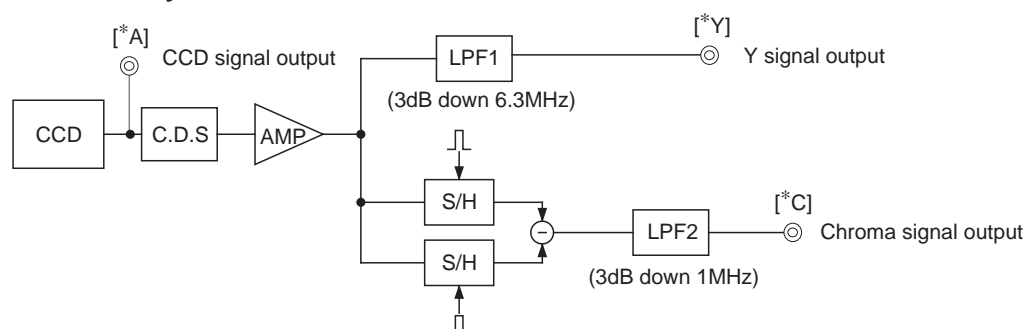 [*A]
CCD signal output
[*Y]
Y signal output
LPF1
(3dB down 6.3MHz)
CCD
C.D.S
AMP
S/H
S/H
−
LPF2
(3dB down 1MHz)
[*C]
Chroma signal output